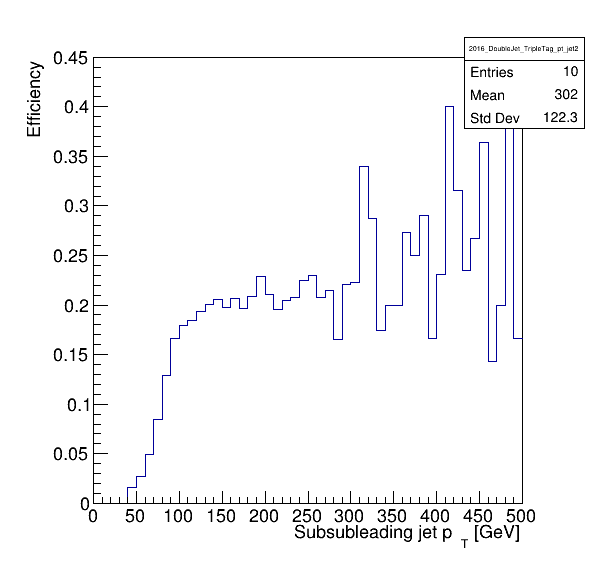 2016_DoubleJet_TripleTag_pt_jet2
Entries 10
Mean 302
Std Dev 122.3
Efficiency
0.45
0.4
0.35
0.3
0.25
0.2
0.15
0.1
0.05
0
0 50 100 150 200 250 300 350 400 450 500
Subsubleading jet p T [GeV]